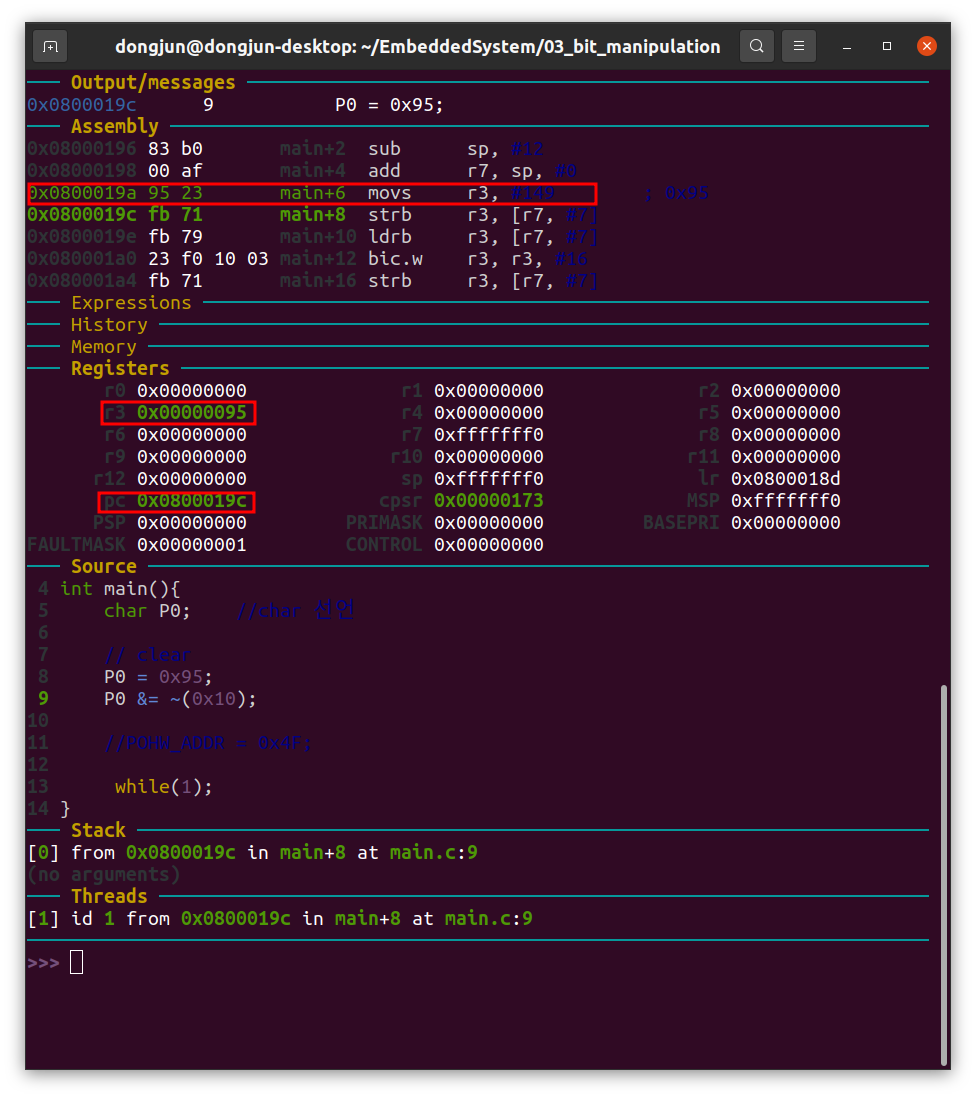 dongjun@dongjun-desktop: ~/EmbeddedSystem/03_bit_manipulation
Output/messages
0x0800019c 9 P0 = 0x95;
Assembly
0x08000196 83 b0 main+2 sub sp, #12
0x08000198 00 af main+4 add r7, sp, #0
0x0800019a 95 23 main+6 movs r3, #149 ; 0x95
0x0800019c fb 71 main+8 strb r3, [r7, #7]
0x0800019e fb 79 main+10 ldrb r3, [r7, #7]
0x080001a0 23 f0 10 03 main+12 bic.w r3, r3, #16
0x080001a4 fb 71 main+16 strb r3, [r7, #7]
Expressions
History
Memory
Registers
r0 0x00000000 r1 0x00000000 r2 0x00000000
r3 0x00000095 r4 0x00000000 r5 0x00000000
r6 0x00000000 r7 0xfffffff0 r8 0x00000000
r9 0x00000000 r10 0x00000000 r11 0x00000000
r12 0x00000000 sp 0xfffffff0 lr 0x0800018d
pc 0x0800019c cpsr 0x00000173 MSP 0xfffffff0
PSP 0x00000000 PRIMASK 0x00000000 BASEPRI 0x00000000
FAULTMASK 0x00000001 CONTROL 0x00000000
Source
4 int main(){
5 char P0; //char 선언
6
7 // clear
8 P0 = 0x95;
9 P0 &= ~(0x10);
10
11 //POHW_ADDR = 0x4F;
12
13 while(1);
14 }
Stack
[0] from 0x0800019c in main+8 at main.c:9
(no arguments)
Threads
[1] id 1 from 0x0800019c in main+8 at main.c:9
>>>